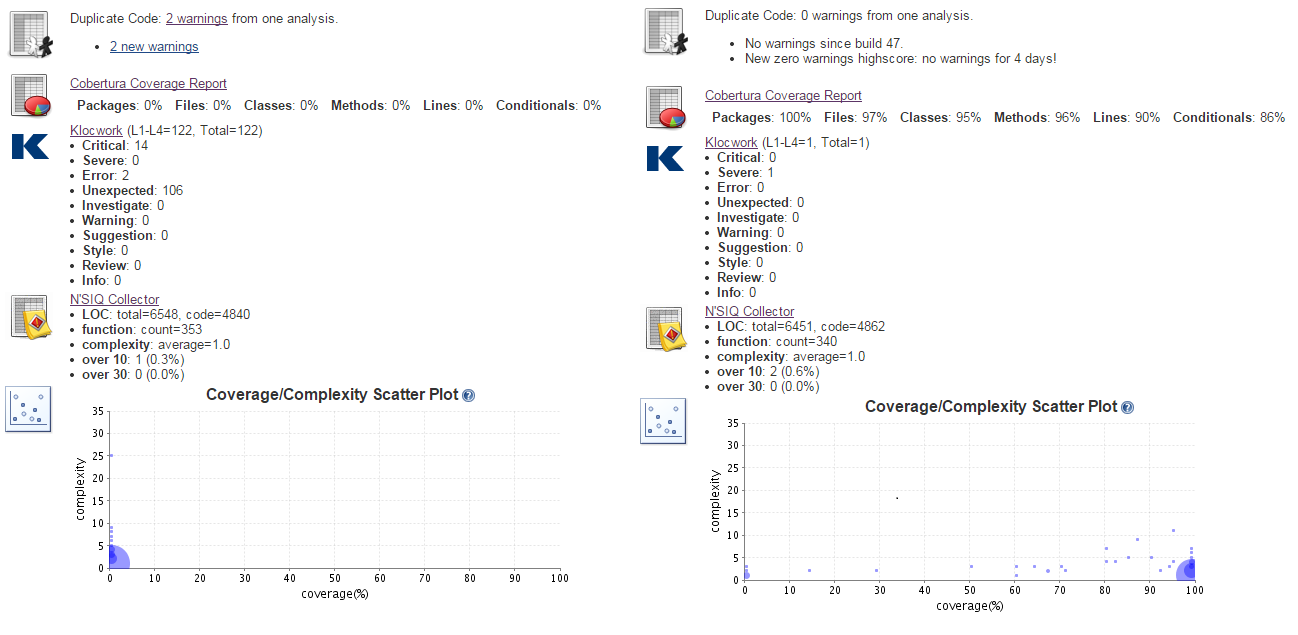 Duplicate Code: 2 warnings from one analysis.
2 new warnings
Cobertura Coverage Report
Packages: 0% Files: 0% Classes: 0% Methods: 0% Lines: 0% Conditionals: 0%
Klocwork (L1-L4=122, Total=122)
Critical: 14
Severe: 0
Error: 2
Unexpected: 106
Investigate: 0
Warning: 0
Suggestion: 0
Style: 0
Review: 0
Info: 0
N'SIQ Collector
LOC: total=6548, code=4840
function: count=353
complexity: average=1.0
over 10: 1 (0.3%)
over 30: 0 (0.0%)
Coverage/Complexity Scatter Plot ?
35
30
25
20
15
10
5
0
complexity
0 10 20 30 40 50 60 70 80 90 100
coverage(%)
Duplicate Code: 0 warnings from one analysis.
No warnings since build 47.
New zero warnings highscore: no warnings for 4 days!
Cobertura Coverage Report
Packages: 100% Files: 97% Classes: 95% Methods: 96% Lines: 90% Conditionals: 86%
Klocwork (L1-L4=1, Total=1)
Critical: 0
Severe: 1
Error: 0
Unexpected: 0
Investigate: 0
Warning: 0
Suggestion: 0
Style: 0
Review: 0
Info: 0
N'SIQ Collector
LOC: total=6451, code=4862
function: count=340
complexity: average=1.0
over 10: 2 (0.6%)
over 30: 0 (0.0%)
Coverage/Complexity Scatter Plot ?
35
30
25
20
15
10
5
0
complexity
0 10 20 30 40 50 60 70 80 90 100
coverage(%)